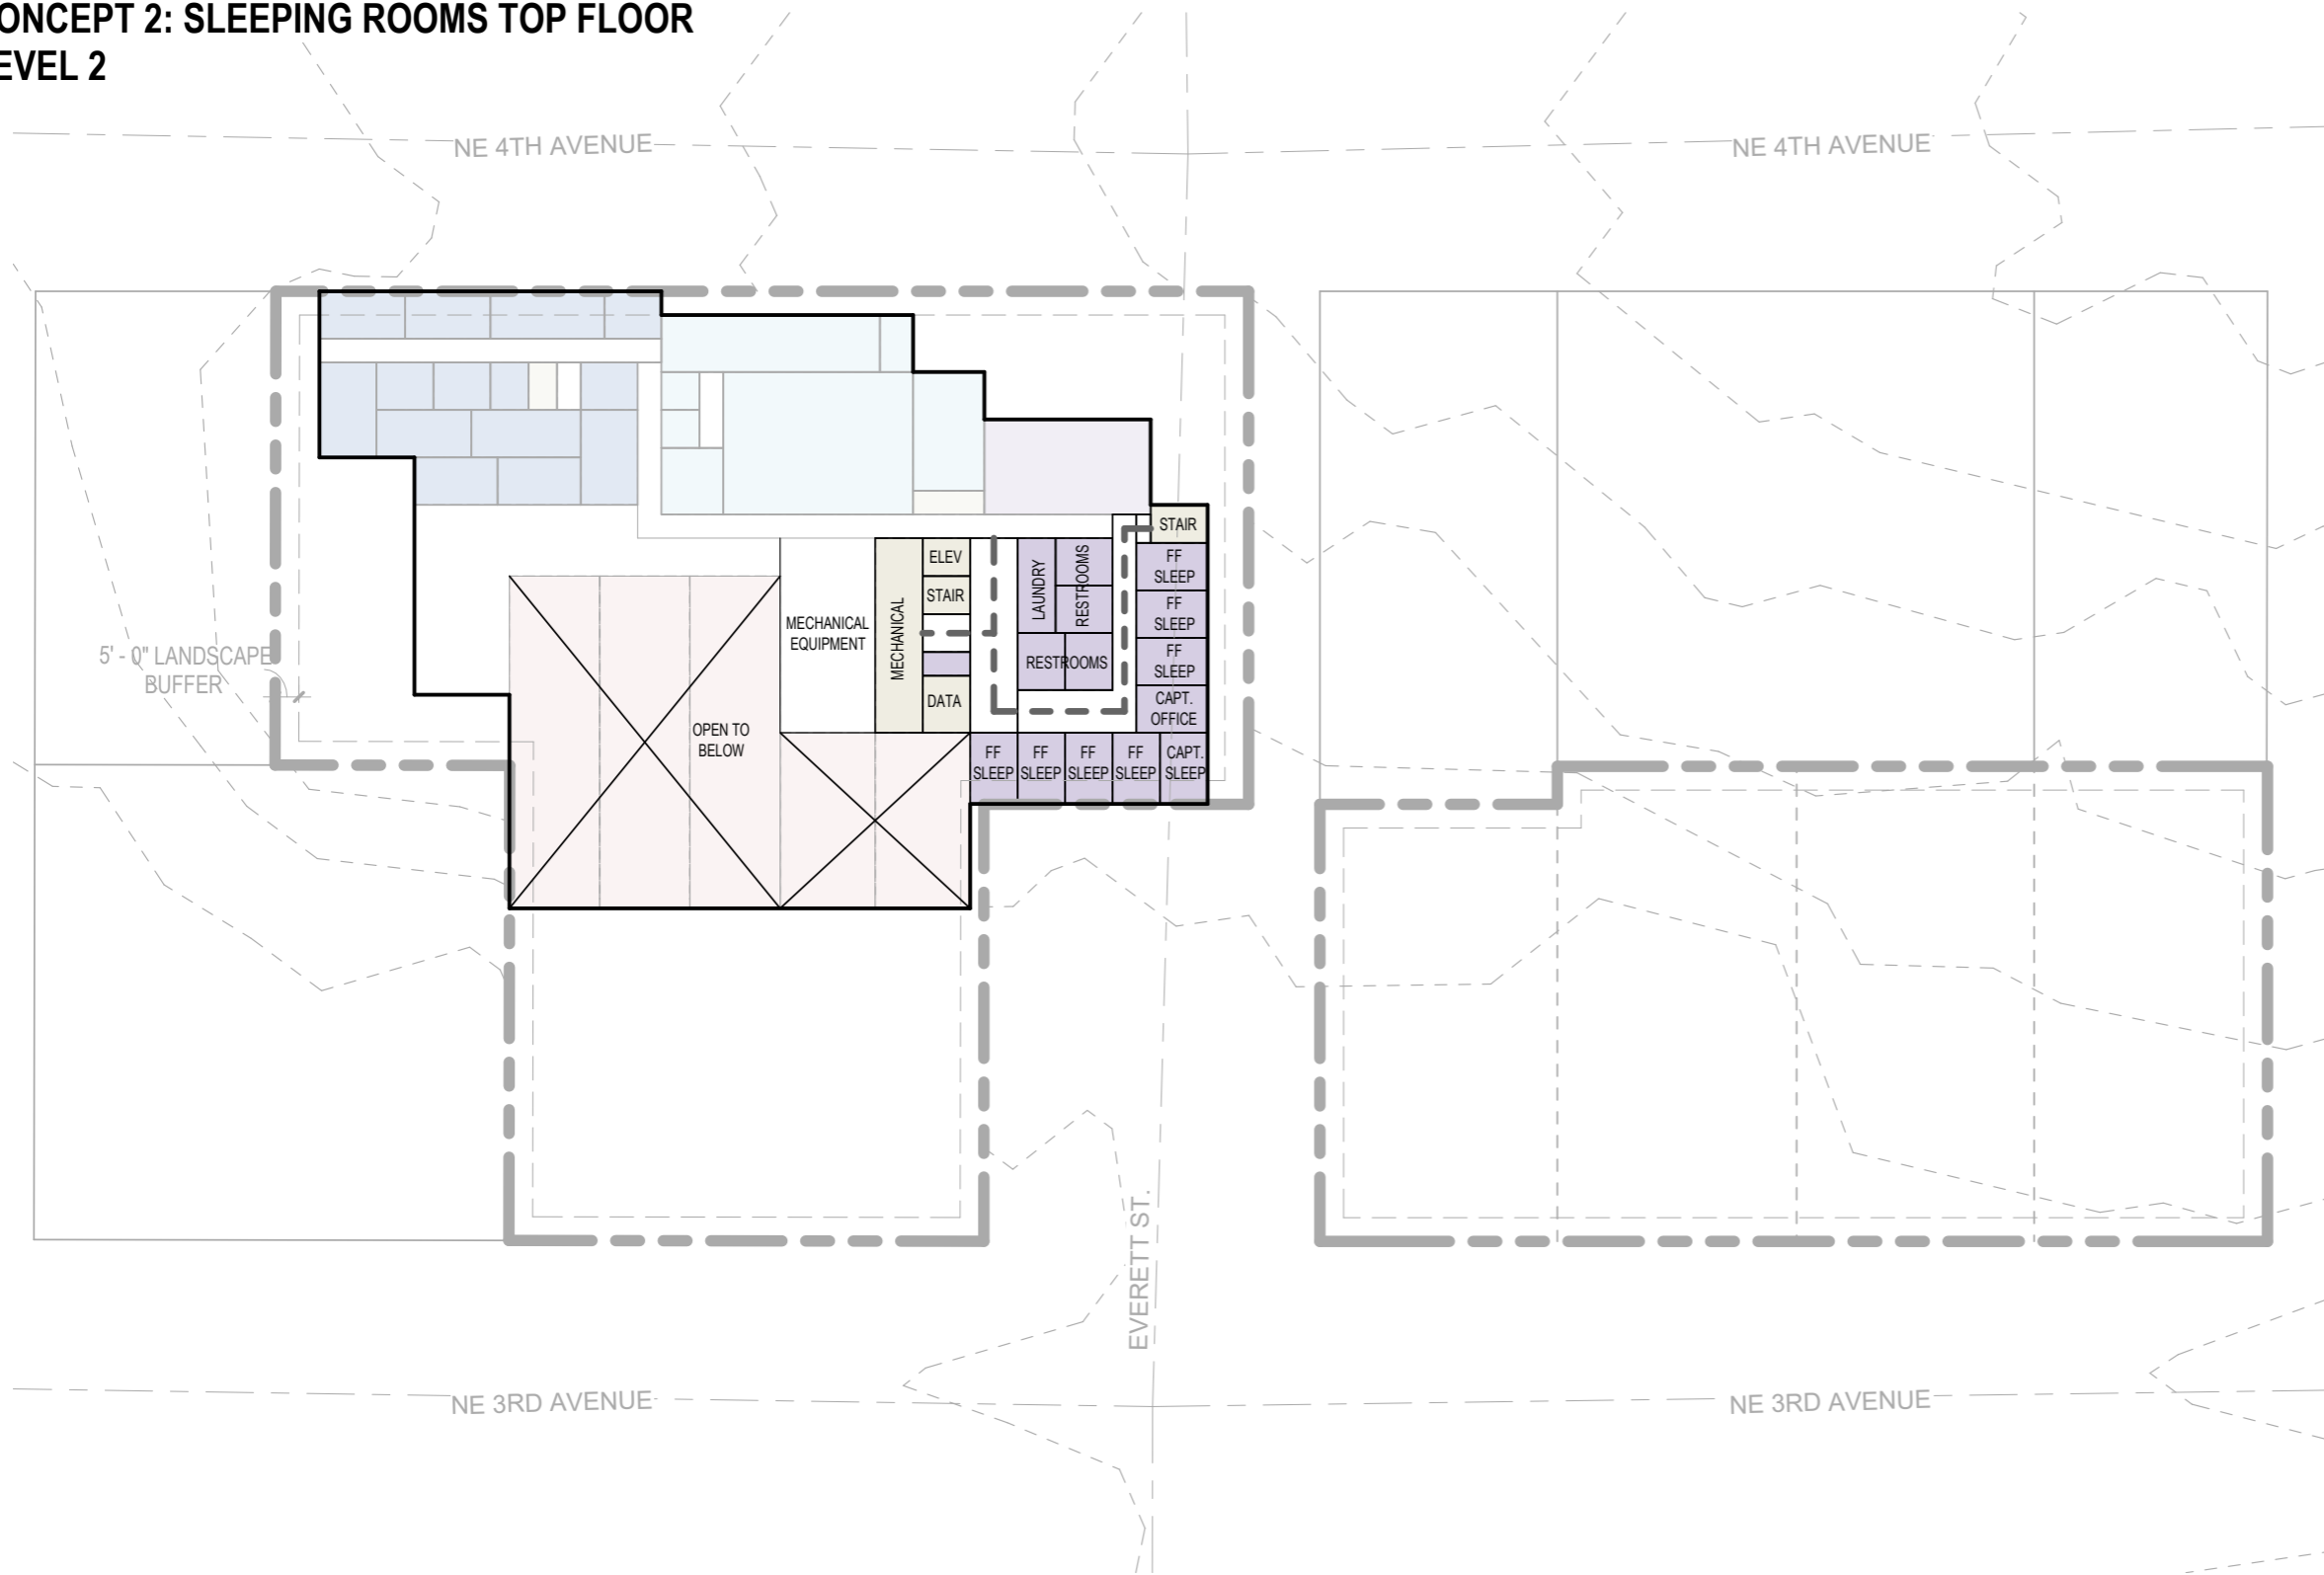 ONCEPT 2: SLEEPING ROOMS TOP FLOOR
EVEL 2
NE 4TH AVENUE
NE 4TH AVENUE
STAIR
ELEV
STAIR
MECHANICAL
EQUIPMENT
MECHANICAL
LAUNDRY
RESTROOMS
FF
SLEEP
FF
SLEEP
FF
SLEEP
RESTROOMS
DATA
CAPT.
OFFICE
5' - 0" LANDSCAPE
BUFFER
OPEN TO
BELOW
FF
SLEEP
FF
SLEEP
FF
SLEEP
FF
SLEEP
CAPT.
SLEEP
EVERETT ST.
NE 3RD AVENUE
NE 3RD AVENUE